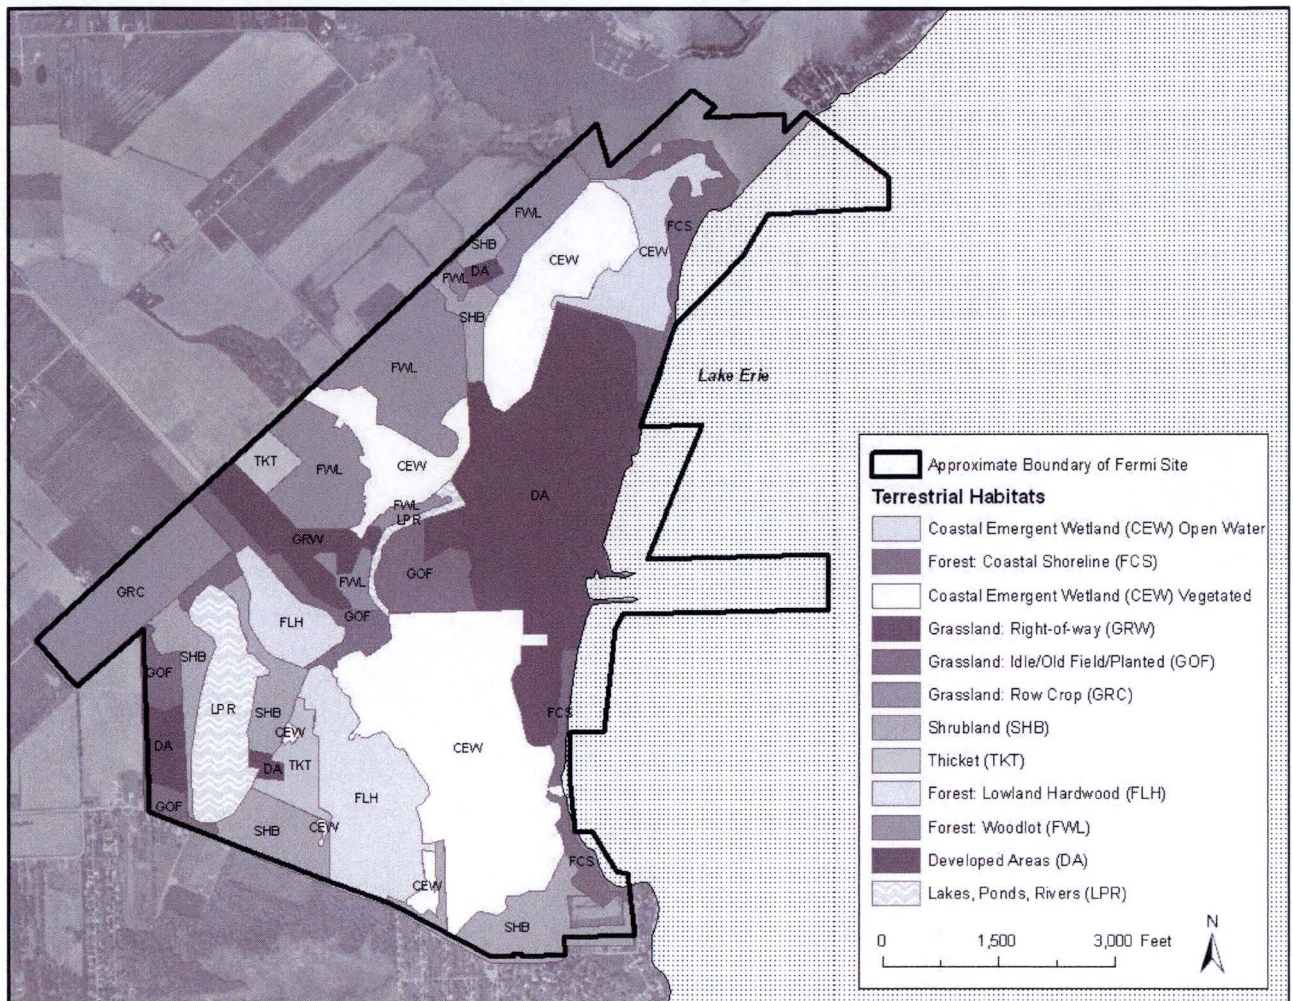 FWL
SHB
FCS
CEW
CEW
FWL
DA
SHB
Lake Erie
FWL
TKT
FWL
CEW
DA
FWL
LPR
GRW
FWL
GOF
GRC
GOF
FLH
SHB
GOF
LPR
SHB
FCS
CEW
DA
CEW
DA
TKT
FLH
GOF
CEW
SHB
FCS
CEW
SHB
Approximate Boundary of Fermi Site
Terrestrial Habitats
Coastal Emergent Wetland (CEW) Open Water
Forest: Coastal Shoreline (FCS)
Coastal Emergent Wetland (CEW) Vegetated
Grassland: Right-of-way (GRW)
Grassland: Idle/Old Field/Planted (GOF)
Grassland: Row Crop (GRC)
Shrubland (SHB)
Thicket (TKT)
Forest: Lowland Hardwood (FLH)
Forest: Woodlot (FWL)
Developed Areas (DA)
Lakes, Ponds, Rivers (LPR)
N
0 1,500 3,000 Feet